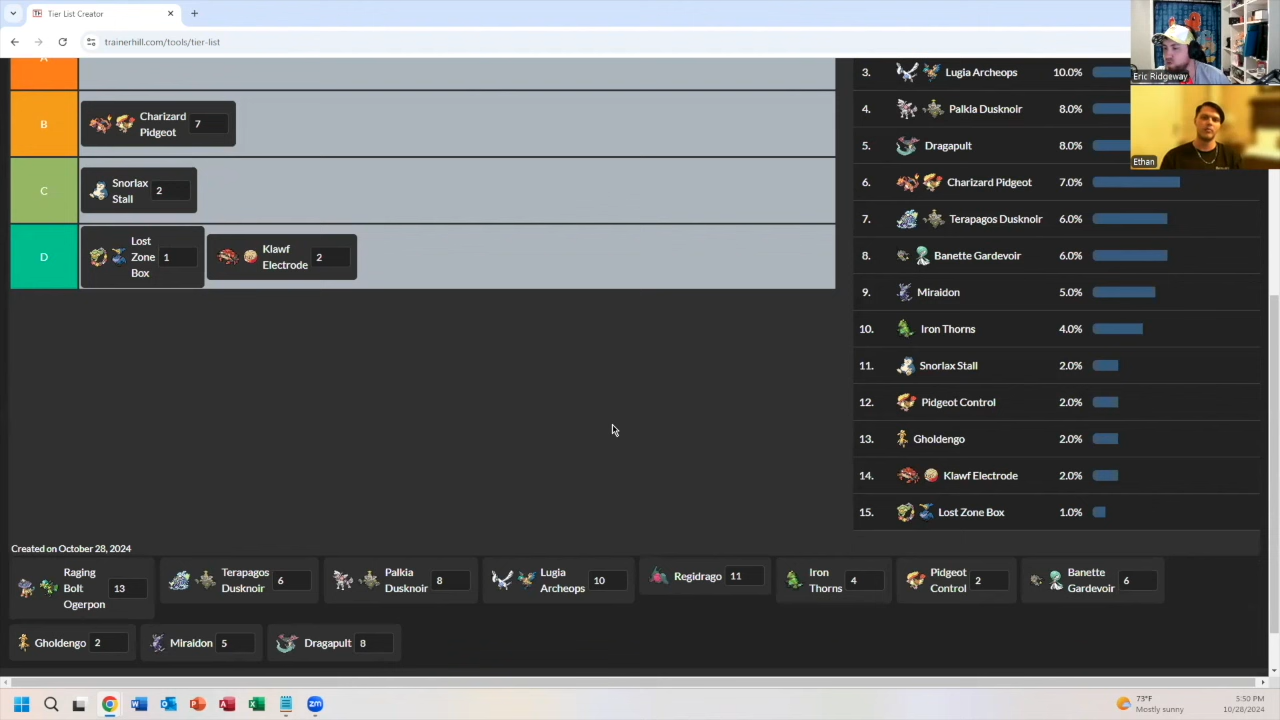 Tier List Creator
trainerhill.com/tools/tier-list
Eric Ridgeway
Ethan
B
Charizard
Pidgeot
7
C
Snorlax
Stall
2
D
Lost
Zone
Box
1
Klawf
Electrode
2
3. Lugia Archeops 10.0%
4. Palkia Dusknoir 8.0%
5. Dragapult 8.0%
6. Charizard Pidgeot 7.0%
7. Terapagos Dusknoir 6.0%
8. Banette Gardevoir 6.0%
9. Miraidon 5.0%
10. Iron Thorns 4.0%
11. Snorlax Stall 2.0%
12. Pidgeot Control 2.0%
13. Gholdengo 2.0%
14. Klawf Electrode 2.0%
15. Lost Zone Box 1.0%
Created on October 28, 2024
Raging
Bolt
Ogerpon
13
Terapagos
Dusknoir
6
Palkia
Dusknoir
8
Lugia
Archeops
10
Regidrago 11
Iron
Thorns
4
Pidgeot
Control
2
Banette
Gardevoir
6
Gholdengo 2
Miraidon 5
Dragapult 8
73°F
Mostly sunny
5:50 PM
10/28/2024